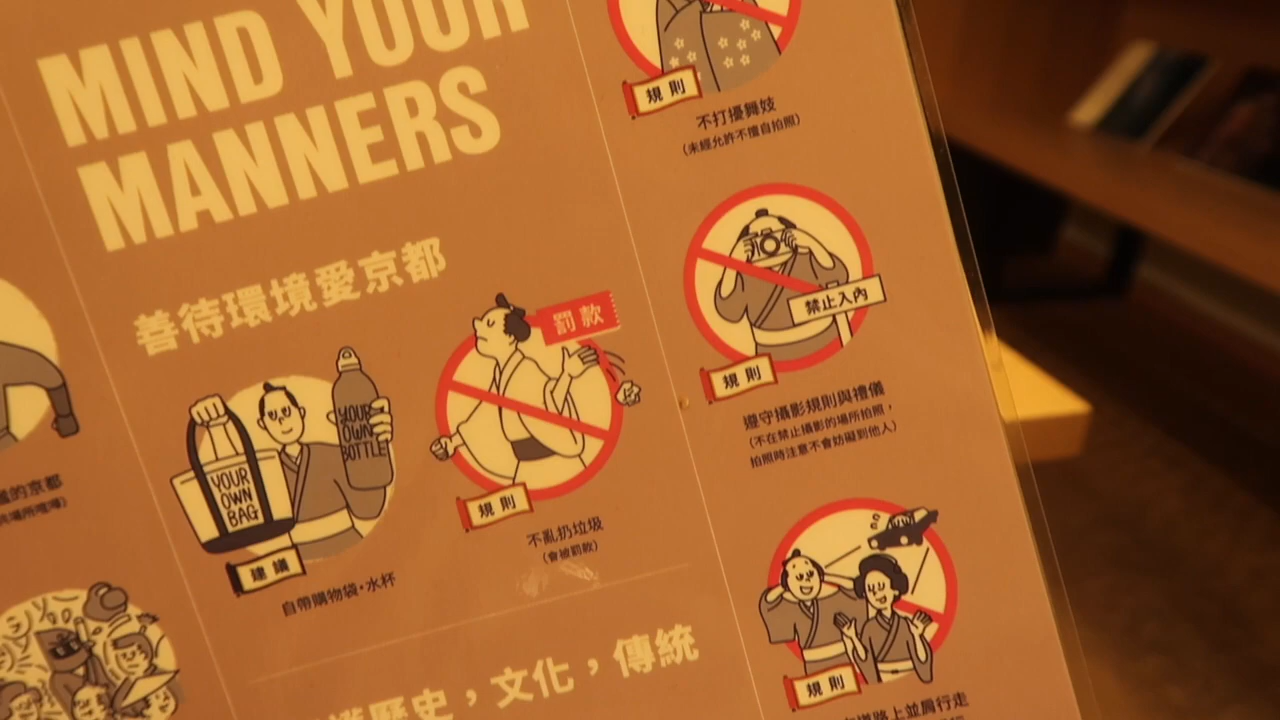 MIND YOUR
MANNERS
善待環境愛京都
YOUR
OWN
BAG
YOUR
OWN
BOTTLE
建議
自帶購物袋・水杯
罰款
規則
不亂扔垃圾
(會被罰款)
歷史，文化，傳統
的京都
規則
不打擾舞妓
(未經允許不擅自拍照)
禁止入內
規則
遵守攝影規則與禮儀
(不在禁止攝影的場所拍照，
拍照時注意不會妨礙到他人)
規則
道路上並肩行走